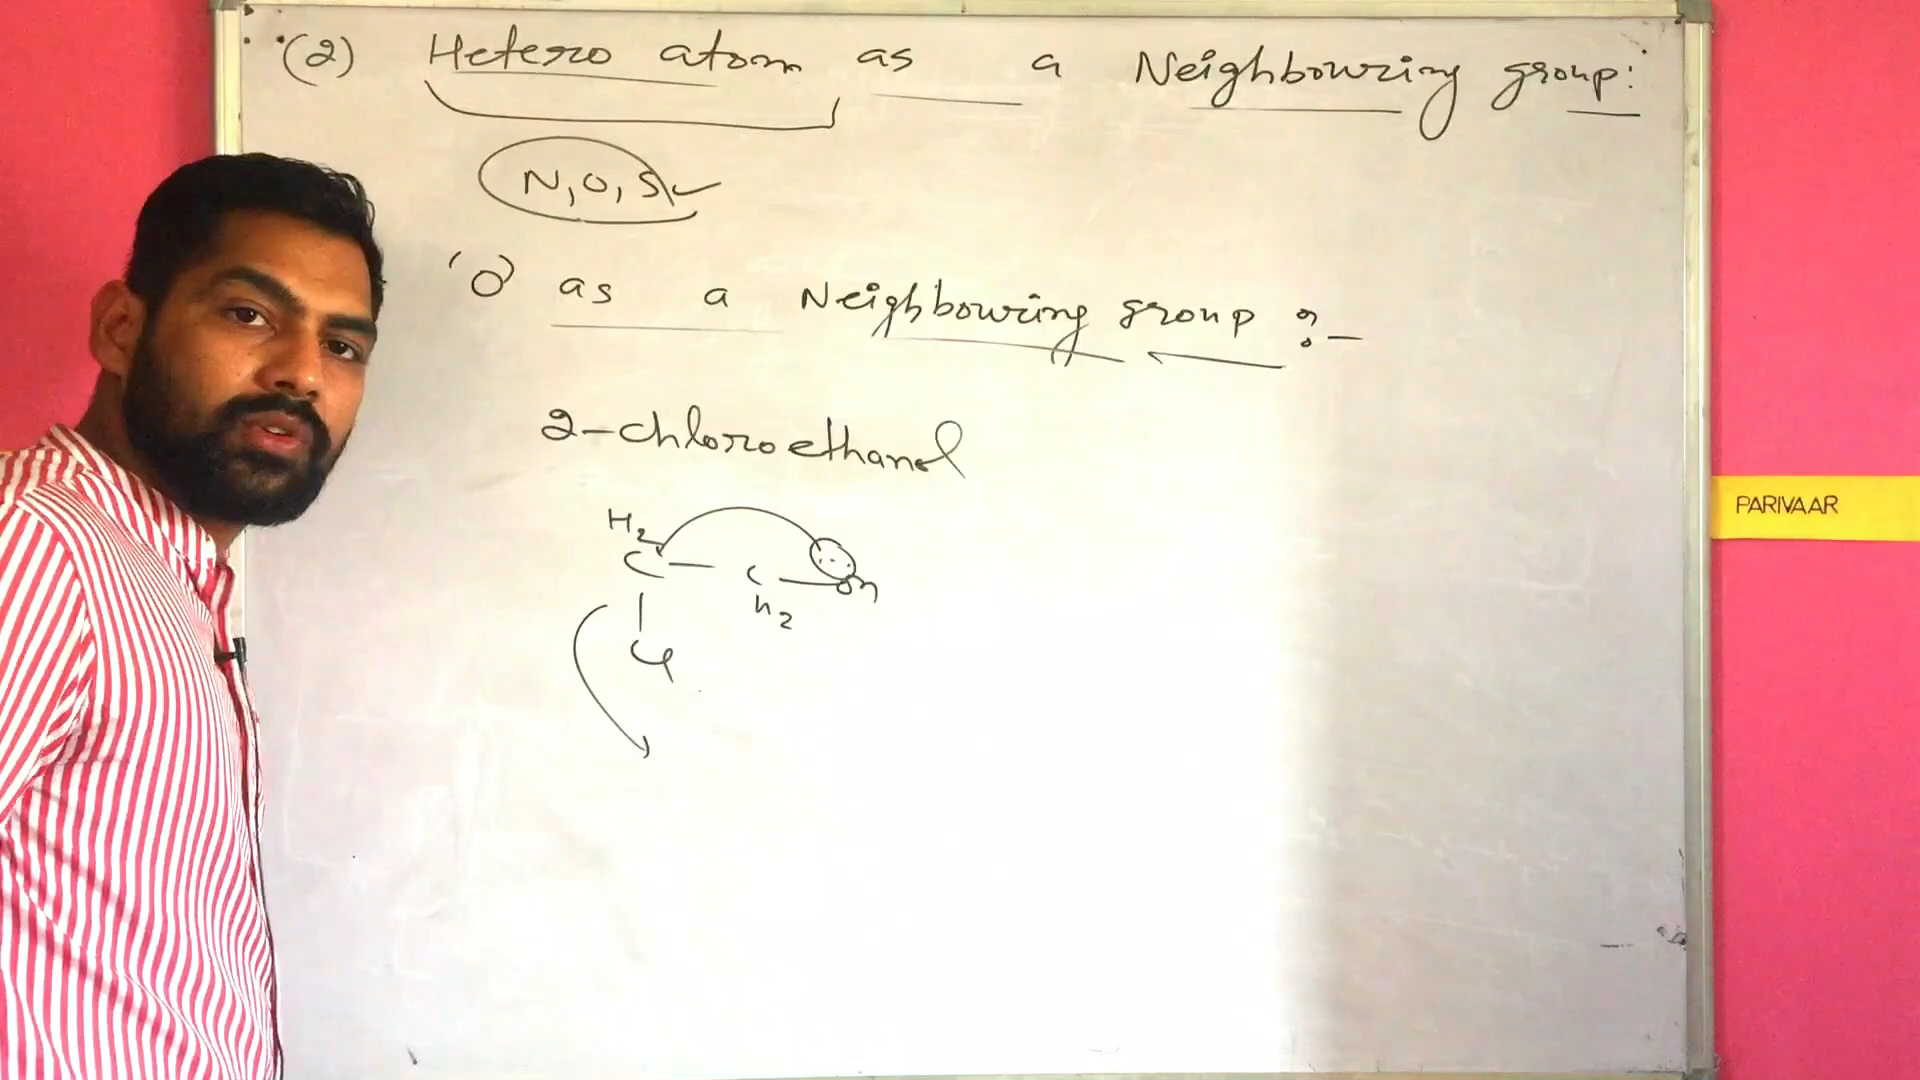 (2) Hetero atom as a Neighbouring group:
N, O, S
'O' as a Neighbouring group :-
2-chloroethanol
H2
C — C — OH
H2
Cl
PARIVAAR